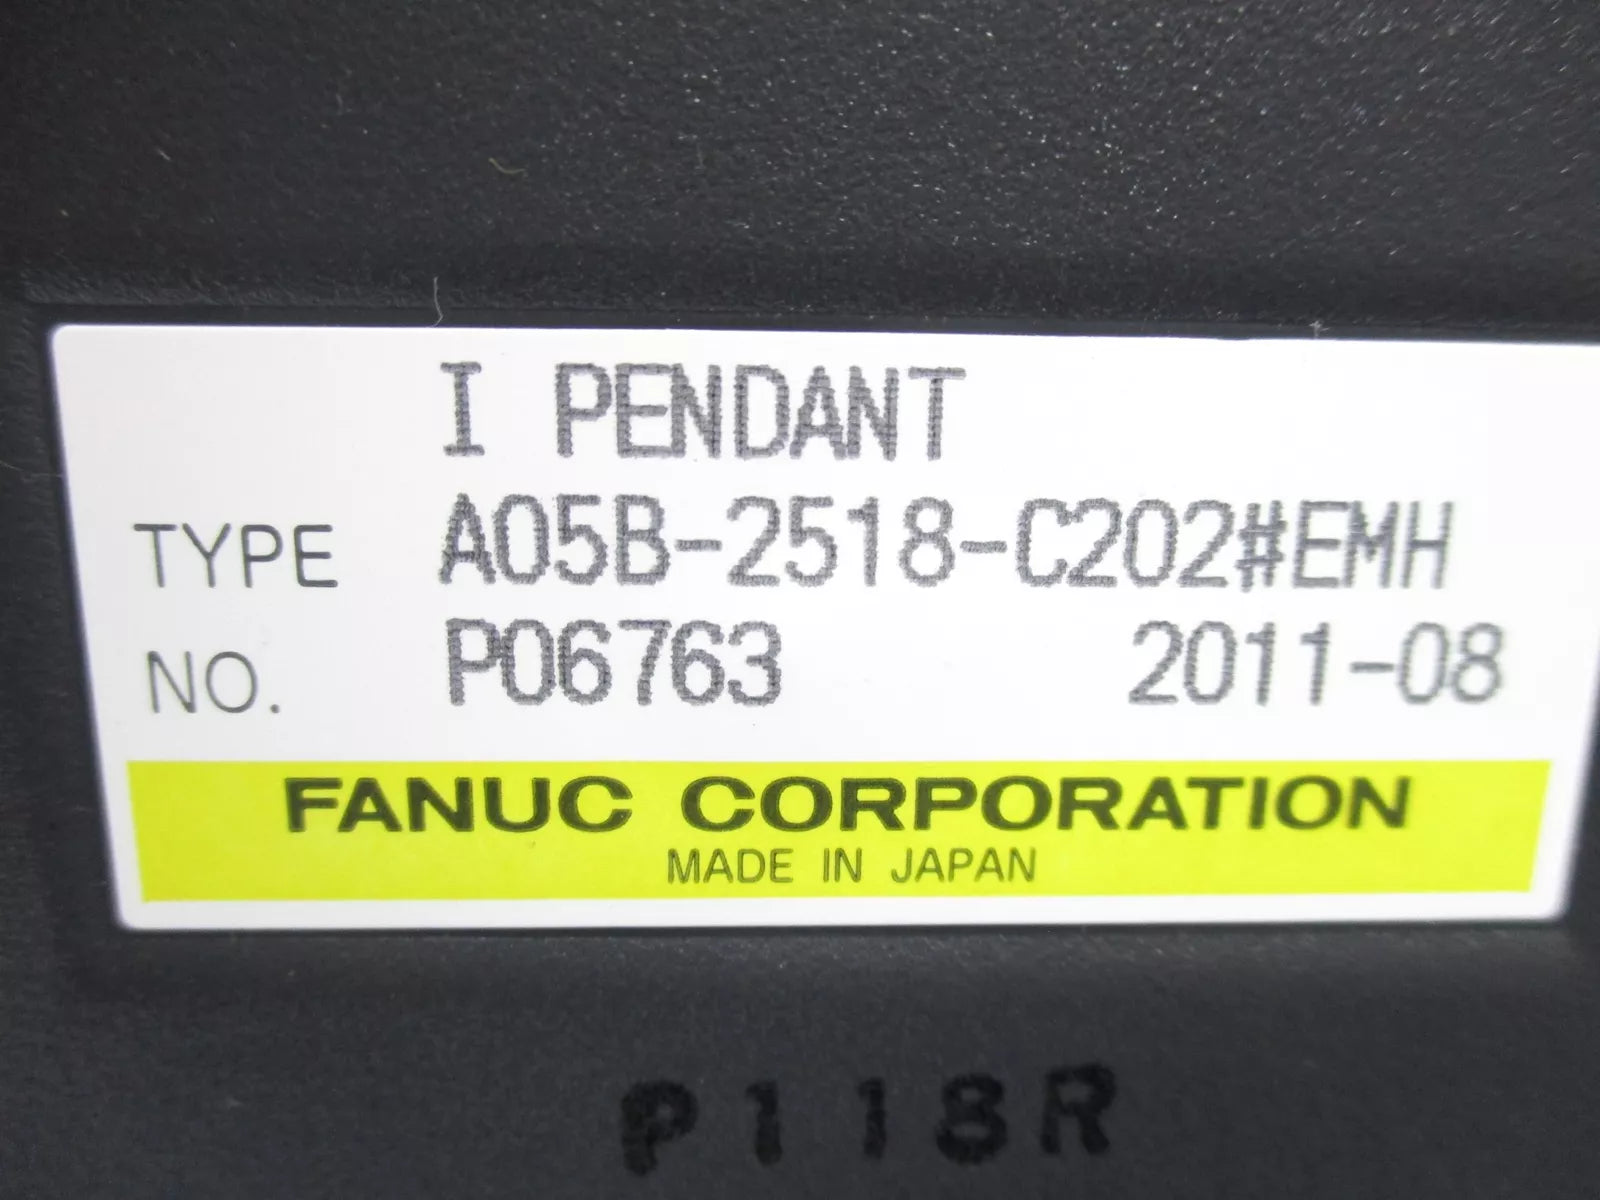 I PENDANT
TYPE A05B-2518-C202#EMH
NO. P06763 2011-08
FANUC CORPORATION
MADE IN JAPAN
P118R